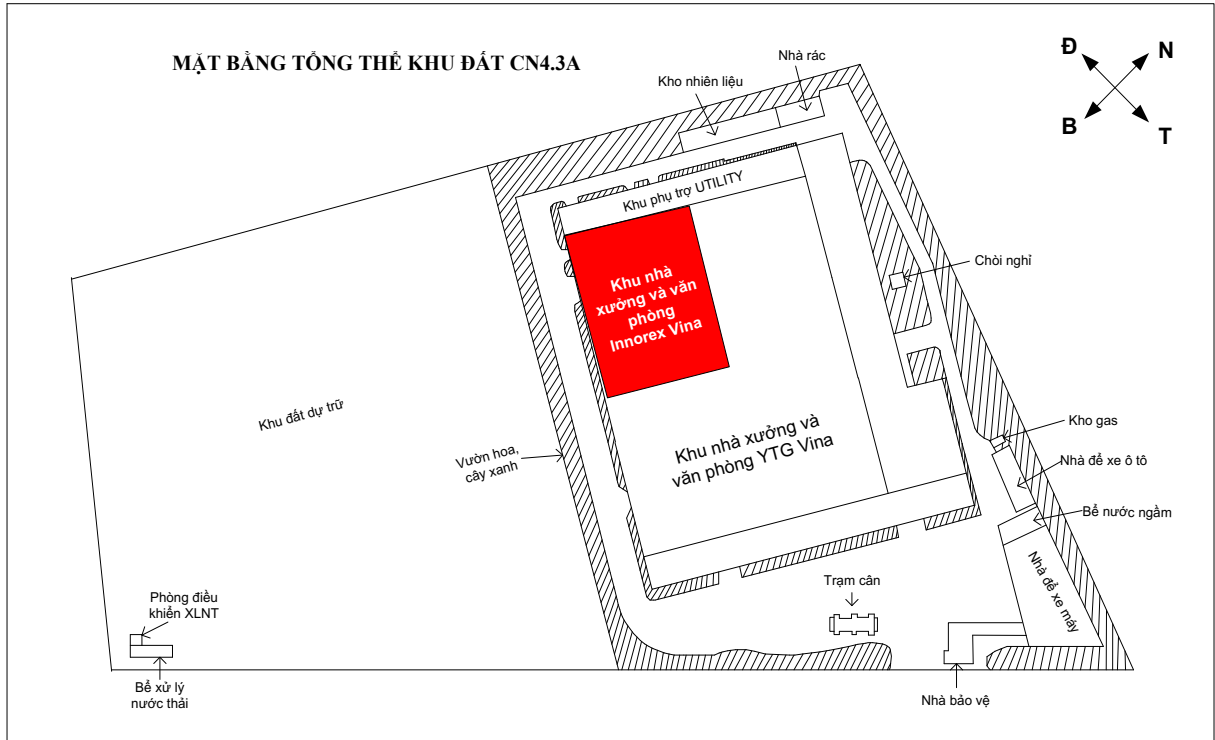 MẶT BẰNG TỔNG THỂ KHU ĐẤT CN4.3A
Đ
N
B
T
Nhà rác
Kho nhiên liệu
Khu phụ trợ UTILITY
Khu nhà
xưởng và văn
phòng
Innorex Vina
Chòi nghỉ
Khu đất dự trữ
Vườn hoa,
cây xanh
Khu nhà xưởng và
văn phòng YTG Vina
Kho gas
Nhà để xe ô tô
Bể nước ngầm
Nhà để xe máy
Trạm cân
Phòng điều
khiển XLNT
Bể xử lý
nước thải
Nhà bảo vệ